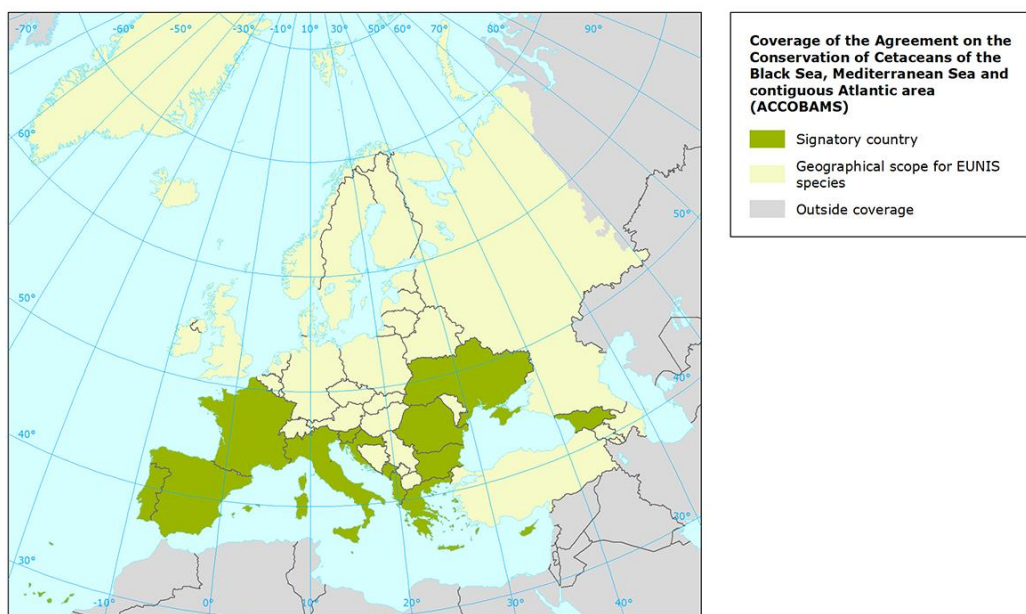 -70°
-60°
-50°
-30°
-10°
10°
30°
50°
60°
70°
80°
90°
60°
50°
50°
40°
40°
30°
30°
-10°
0°
10°
20°
30°
40°
Coverage of the Agreement on the
Conservation of Cetaceans of the
Black Sea, Mediterranean Sea and
contiguous Atlantic area
(ACCOBAMS)
Signatory country
Geographical scope for EUNIS
species
Outside coverage